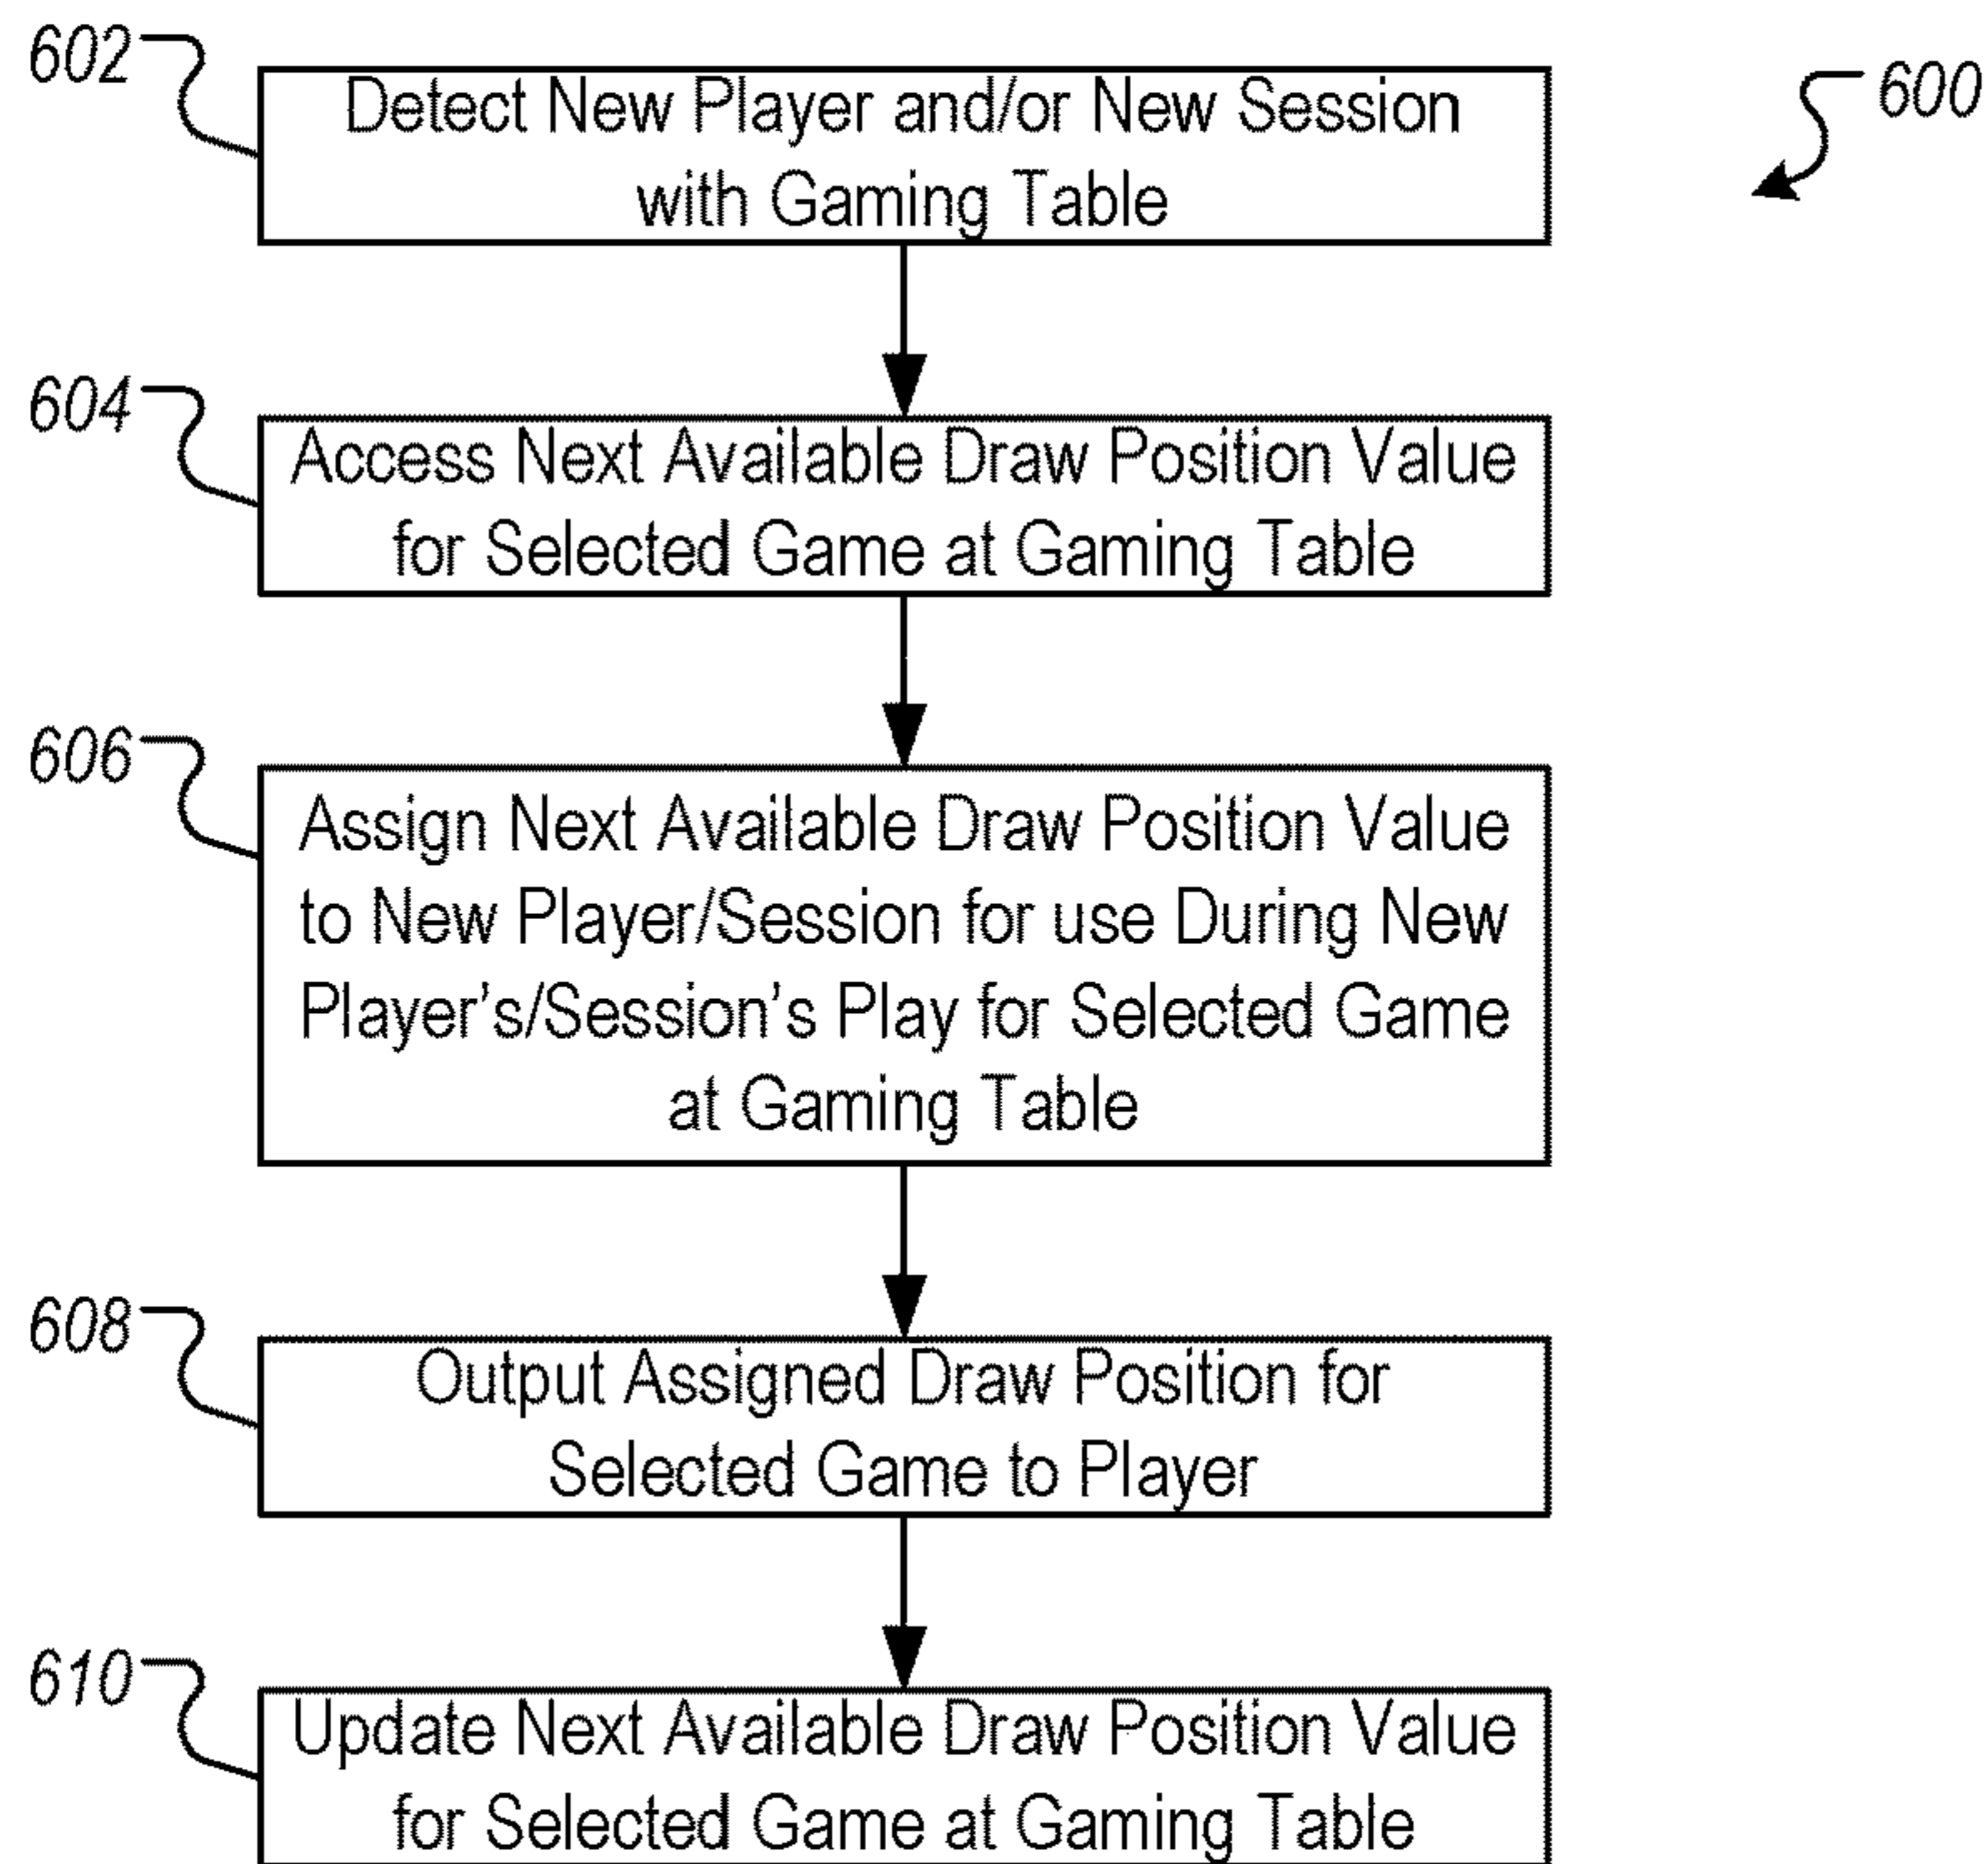 602
Detect New Player and/or New Session
with Gaming Table
600
604
Access Next Available Draw Position Value
for Selected Game at Gaming Table
606
Assign Next Available Draw Position Value
to New Player/Session for use During New
Player’s/Session’s Play for Selected Game
at Gaming Table
608
Output Assigned Draw Position for
Selected Game to Player
610
Update Next Available Draw Position Value
for Selected Game at Gaming Table